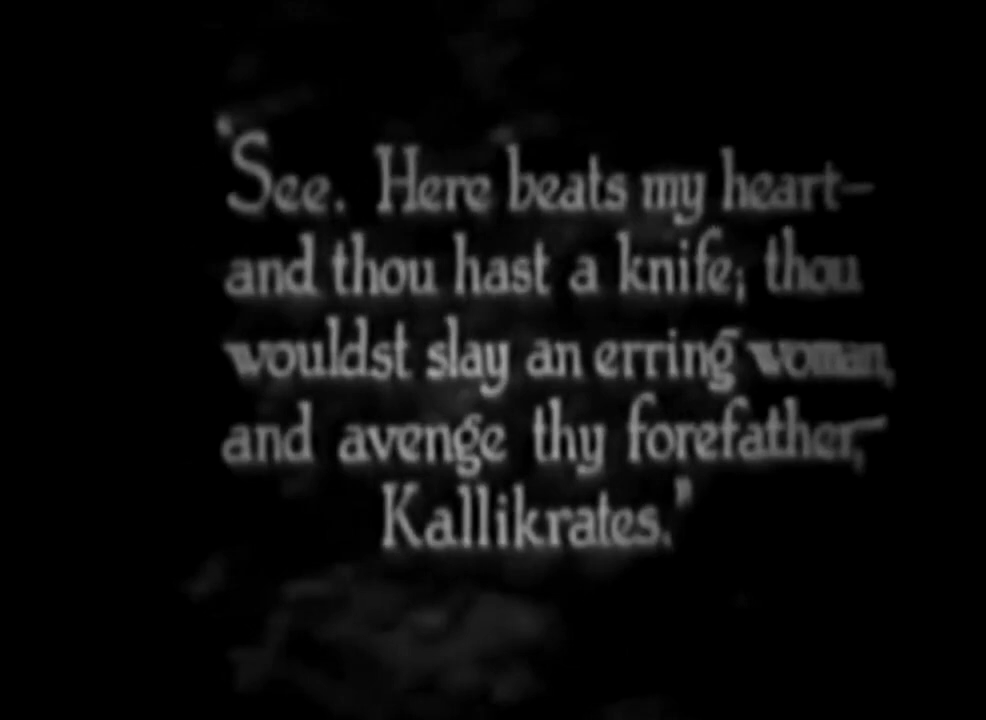 "See. Here beats my heart—
and thou hast a knife; thou
wouldst slay an erring woman,
and avenge thy forefather,
Kallikrates."